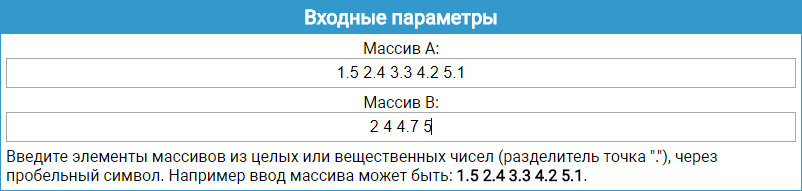 Входные параметры
Массив A:
1.5 2.4 3.3 4.2 5.1
Массив B:
2 4 4.7 5
Введите элементы массивов из целых или вещественных чисел (разделитель точка "."), через
пробельный символ. Например ввод массива может быть: 1.5 2.4 3.3 4.2 5.1.